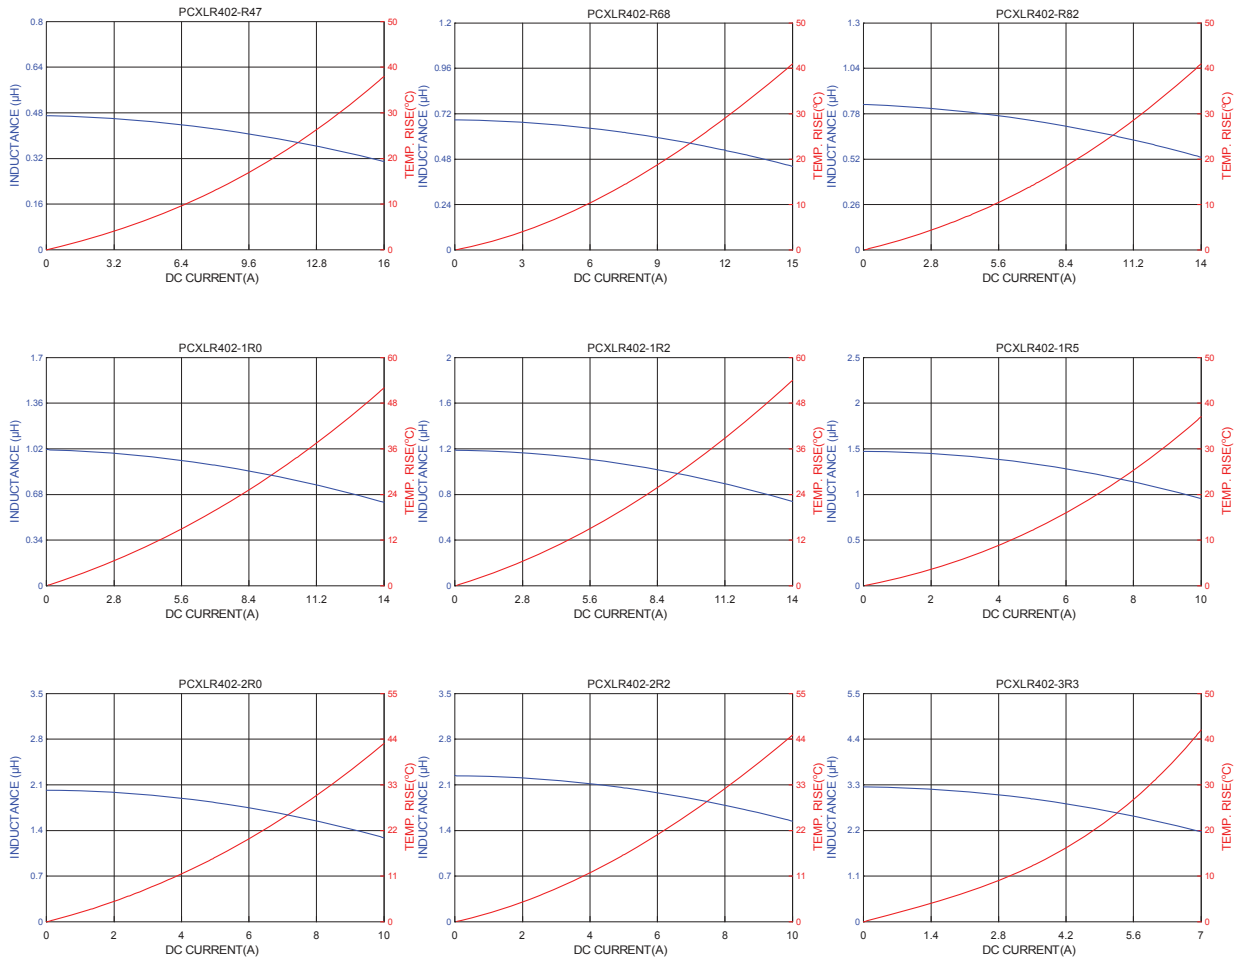 PCXLR402-R47
INDUCTANCE (µH)
0.8
0.64
0.48
0.32
0.16
0
50
40
30
20
10
0
TEMP. RISE(ºC)
0 3.2 6.4 9.6 12.8 16
DC CURRENT(A)
PCXLR402-R68
INDUCTANCE (µH)
1.2
0.96
0.72
0.48
0.24
0
50
40
30
20
10
0
TEMP. RISE(ºC)
0 3 6 9 12 15
DC CURRENT(A)
PCXLR402-R82
INDUCTANCE (µH)
1.3
1.04
0.78
0.52
0.26
0
50
40
30
20
10
0
TEMP. RISE(ºC)
0 2.8 5.6 8.4 11.2 14
DC CURRENT(A)
PCXLR402-1R0
INDUCTANCE (µH)
1.7
1.36
1.02
0.68
0.34
0
60
48
36
24
12
0
TEMP. RISE(ºC)
0 2.8 5.6 8.4 11.2 14
DC CURRENT(A)
PCXLR402-1R2
INDUCTANCE (µH)
2
1.6
1.2
0.8
0.4
0
60
48
36
24
12
0
TEMP. RISE(ºC)
0 2.8 5.6 8.4 11.2 14
DC CURRENT(A)
PCXLR402-1R5
INDUCTANCE (µH)
2.5
2
1.5
1
0.5
0
50
40
30
20
10
0
TEMP. RISE(ºC)
0 2 4 6 8 10
DC CURRENT(A)
PCXLR402-2R0
INDUCTANCE (µH)
3.5
2.8
2.1
1.4
0.7
0
55
44
33
22
11
0
TEMP. RISE(ºC)
0 2 4 6 8 10
DC CURRENT(A)
PCXLR402-2R2
INDUCTANCE (µH)
3.5
2.8
2.1
1.4
0.7
0
55
44
33
22
11
0
TEMP. RISE(ºC)
0 2 4 6 8 10
DC CURRENT(A)
PCXLR402-3R3
INDUCTANCE (µH)
5.5
4.4
3.3
2.2
1.1
0
50
40
30
20
10
0
TEMP. RISE(ºC)
0 1.4 2.8 4.2 5.6 7
DC CURRENT(A)